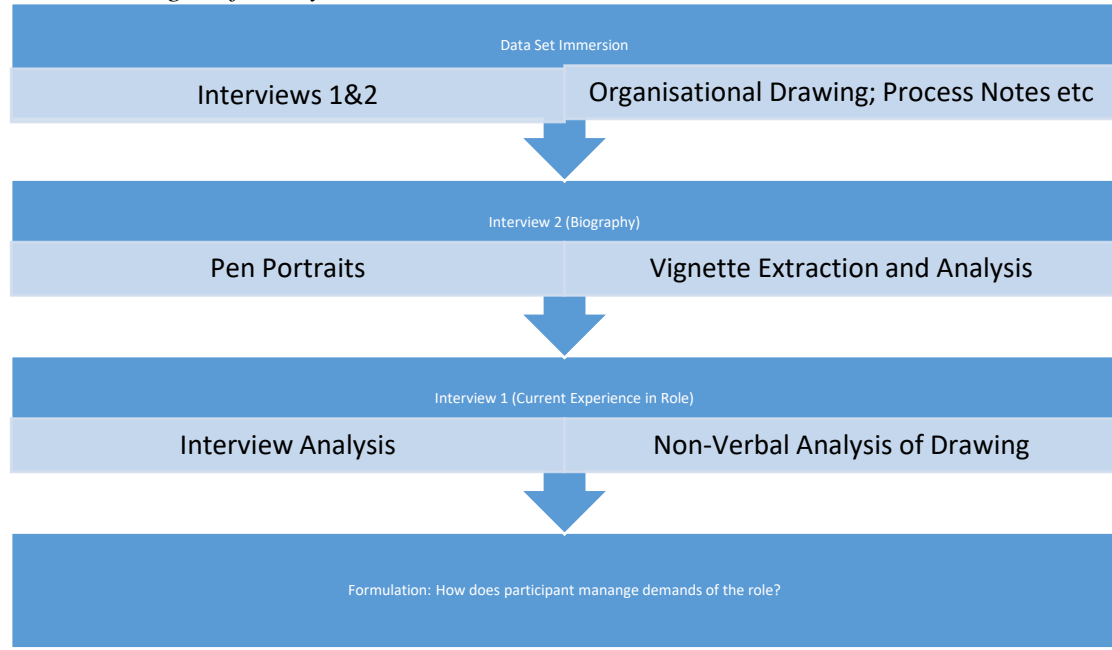 Data Set Immersion
Interviews 1&2
Organisational Drawing; Process Notes etc
Interview 2 (Biography)
Pen Portraits
Vignette Extraction and Analysis
Interview 1 (Current Experience in Role)
Interview Analysis
Non-Verbal Analysis of Drawing
Formulation: How does participant manange demands of the role?